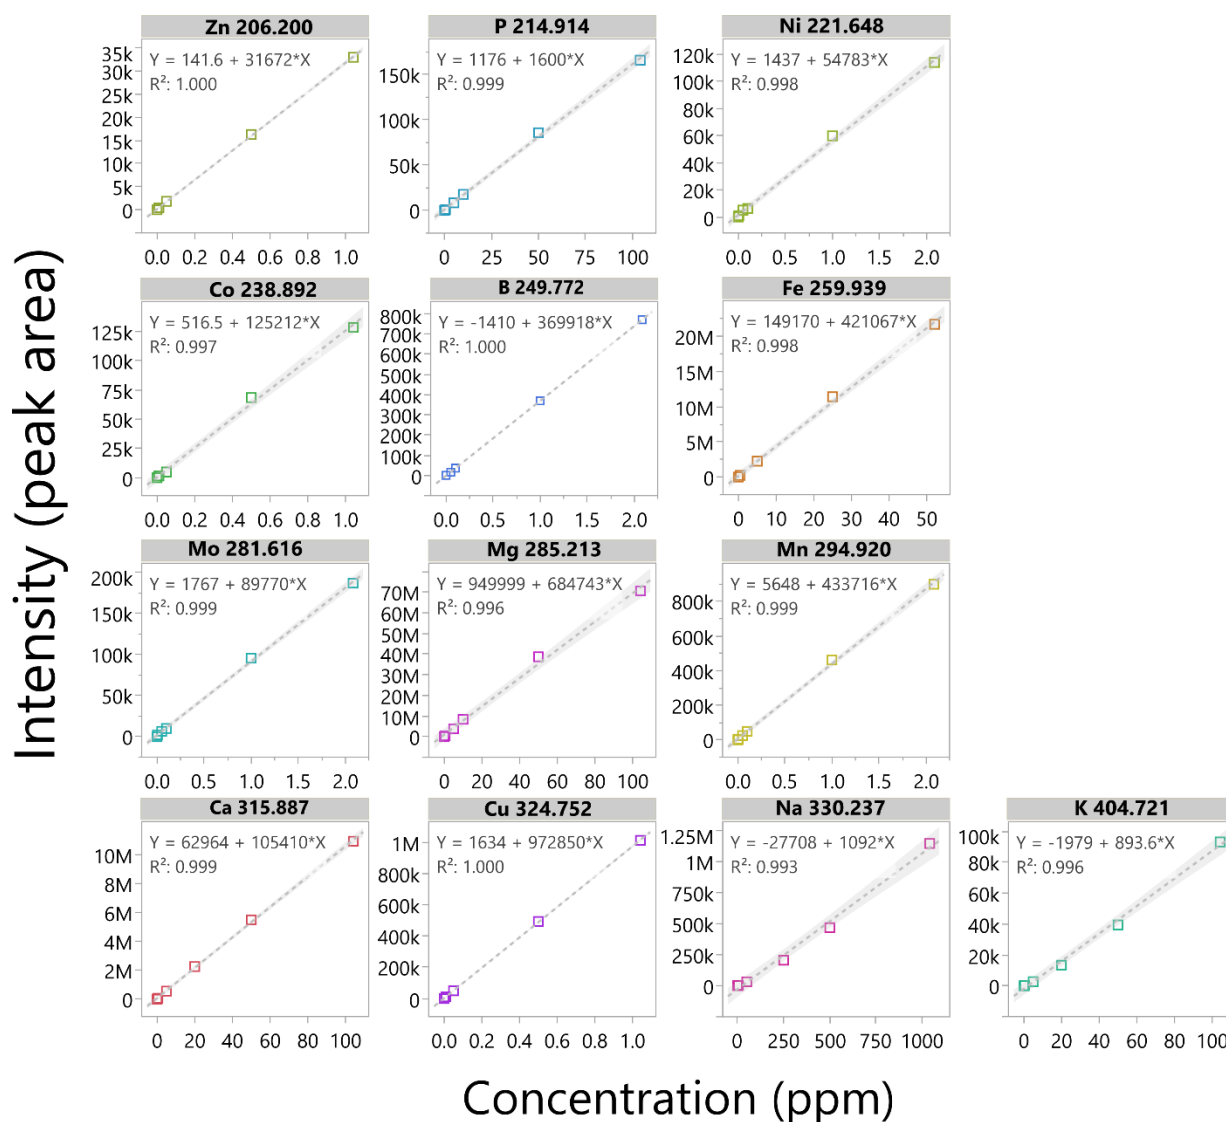 Intensity (peak area)
Zn 206.200
Y = 141.6 + 31672*X
R²: 1.000
35k
30k
25k
20k
15k
10k
5k
0
0.0 0.2 0.4 0.6 0.8 1.0
P 214.914
Y = 1176 + 1600*X
R²: 0.999
150k
100k
50k
0
0 25 50 75 100
Ni 221.648
Y = 1437 + 54783*X
R²: 0.998
120k
100k
80k
60k
40k
20k
0
0.0 0.5 1.0 1.5 2.0
Co 238.892
Y = 516.5 + 125212*X
R²: 0.997
125k
100k
75k
50k
25k
0
0.0 0.2 0.4 0.6 0.8 1.0
B 249.772
Y = -1410 + 369918*X
R²: 1.000
800k
700k
600k
500k
400k
300k
200k
100k
0
0.0 0.5 1.0 1.5 2.0
Fe 259.939
Y = 149170 + 421067*X
R²: 0.998
20M
15M
10M
5M
0
0 10 20 30 40 50
Mo 281.616
Y = 1767 + 89770*X
R²: 0.999
200k
150k
100k
50k
0
0.0 0.5 1.0 1.5 2.0
Mg 285.213
Y = 949999 + 684743*X
R²: 0.996
70M
60M
50M
40M
30M
20M
10M
0
0 20 40 60 80 100
Mn 294.920
Y = 5648 + 433716*X
R²: 0.999
800k
600k
400k
200k
0
0.0 0.5 1.0 1.5 2.0
Ca 315.887
Y = 62964 + 105410*X
R²: 0.999
10M
8M
6M
4M
2M
0
0 20 40 60 80 100
Cu 324.752
Y = 1634 + 972850*X
R²: 1.000
1M
800k
600k
400k
200k
0
0.0 0.2 0.4 0.6 0.8 1.0
Na 330.237
Y = -27708 + 1092*X
R²: 0.993
1.25M
1M
750k
500k
250k
0
0 250 500 750 1000
K 404.721
Y = -1979 + 893.6*X
R²: 0.996
100k
80k
60k
40k
20k
0
0 20 40 60 80 100
Concentration (ppm)